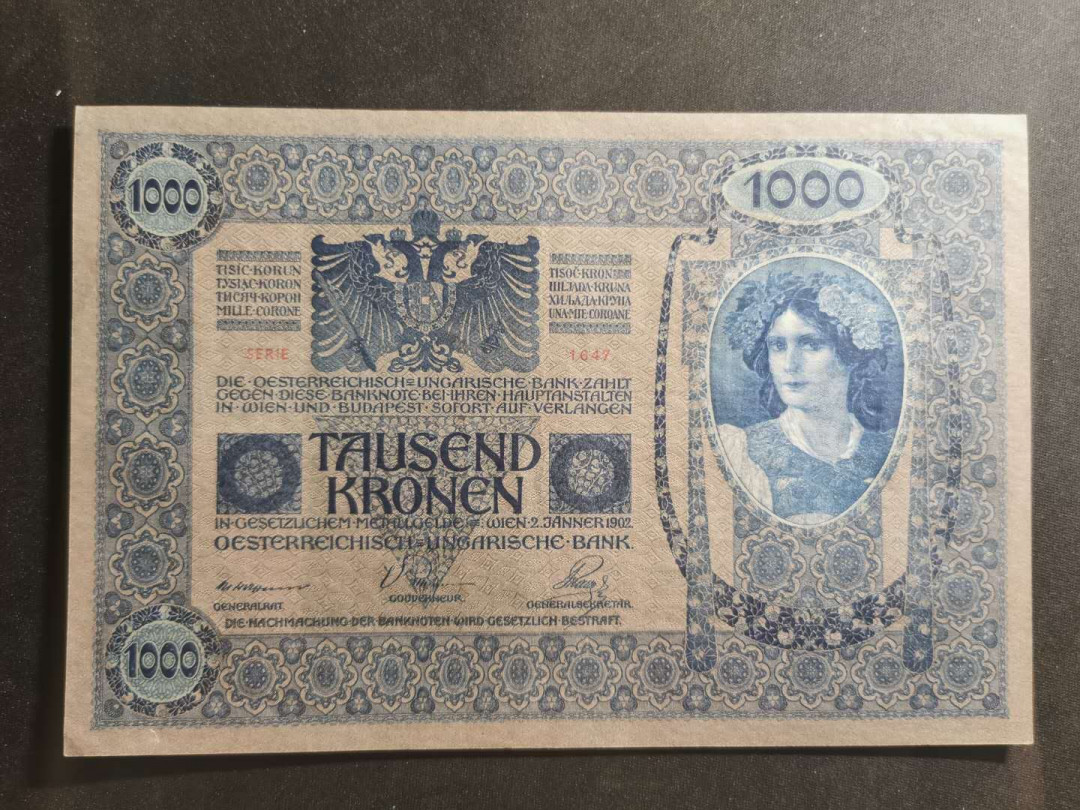 1000
1000
TISÍC·KORUN
TYSIĄC·KORON
ТИСЯЧ·КОРОН
MILLE·CORONE
TISOČ·KRON
HILJADA·KRUNA
ХИЉАДА·КРУНА
UNA·MIE·COROANE
SERIE
1647
DIE·OESTERREICHISCH=UNGARISCHE·BANK·ZAHLT
GEGEN·DIESE·BANKNOTE·BEI·IHREN·HAUPTANSTALTEN
IN·WIEN·UND·BUDAPEST·SOFORT·AUF·VERLANGEN
TAUSEND
KRONEN
IN·GESETZLICHEM·METALLGELDE·WIEN·2.JÄNNER 1902.
OESTERREICHISCH=UNGARISCHE·BANK.
GENERALRAT.
GOUVERNEUR.
GENERALSEKRETÄR.
DIE·NACHMACHUNG·DER·BANKNOTEN·WIRD·GESETZLICH·BESTRAFT.
1000